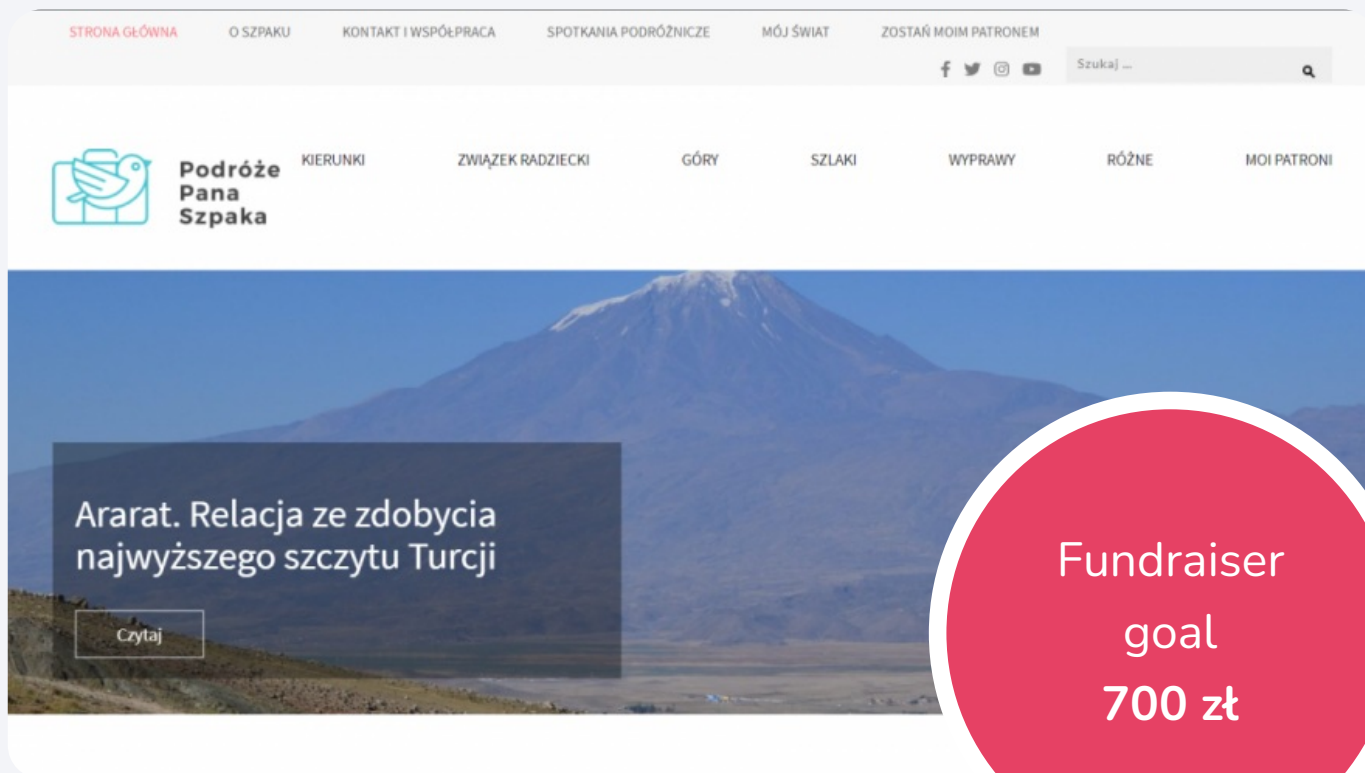 STRONA GŁÓWNA O SZPAKU KONTAKT I WSPÓŁPRACA SPOTKANIA PODRÓŻNICZE MÓJ ŚWIAT ZOSTAŃ MOIM PATRONEM
Szukaj ...
Podróże
Pana
Szpaka
KIERUNKI ZWIĄZEK RADZIECKI GÓRY SZLAKI WYPRAWY RÓŻNE MOI PATRONI
Ararat. Relacja ze zdobycia
najwyższego szczytu Turcji
Czytaj
Fundraiser
goal
700 zł